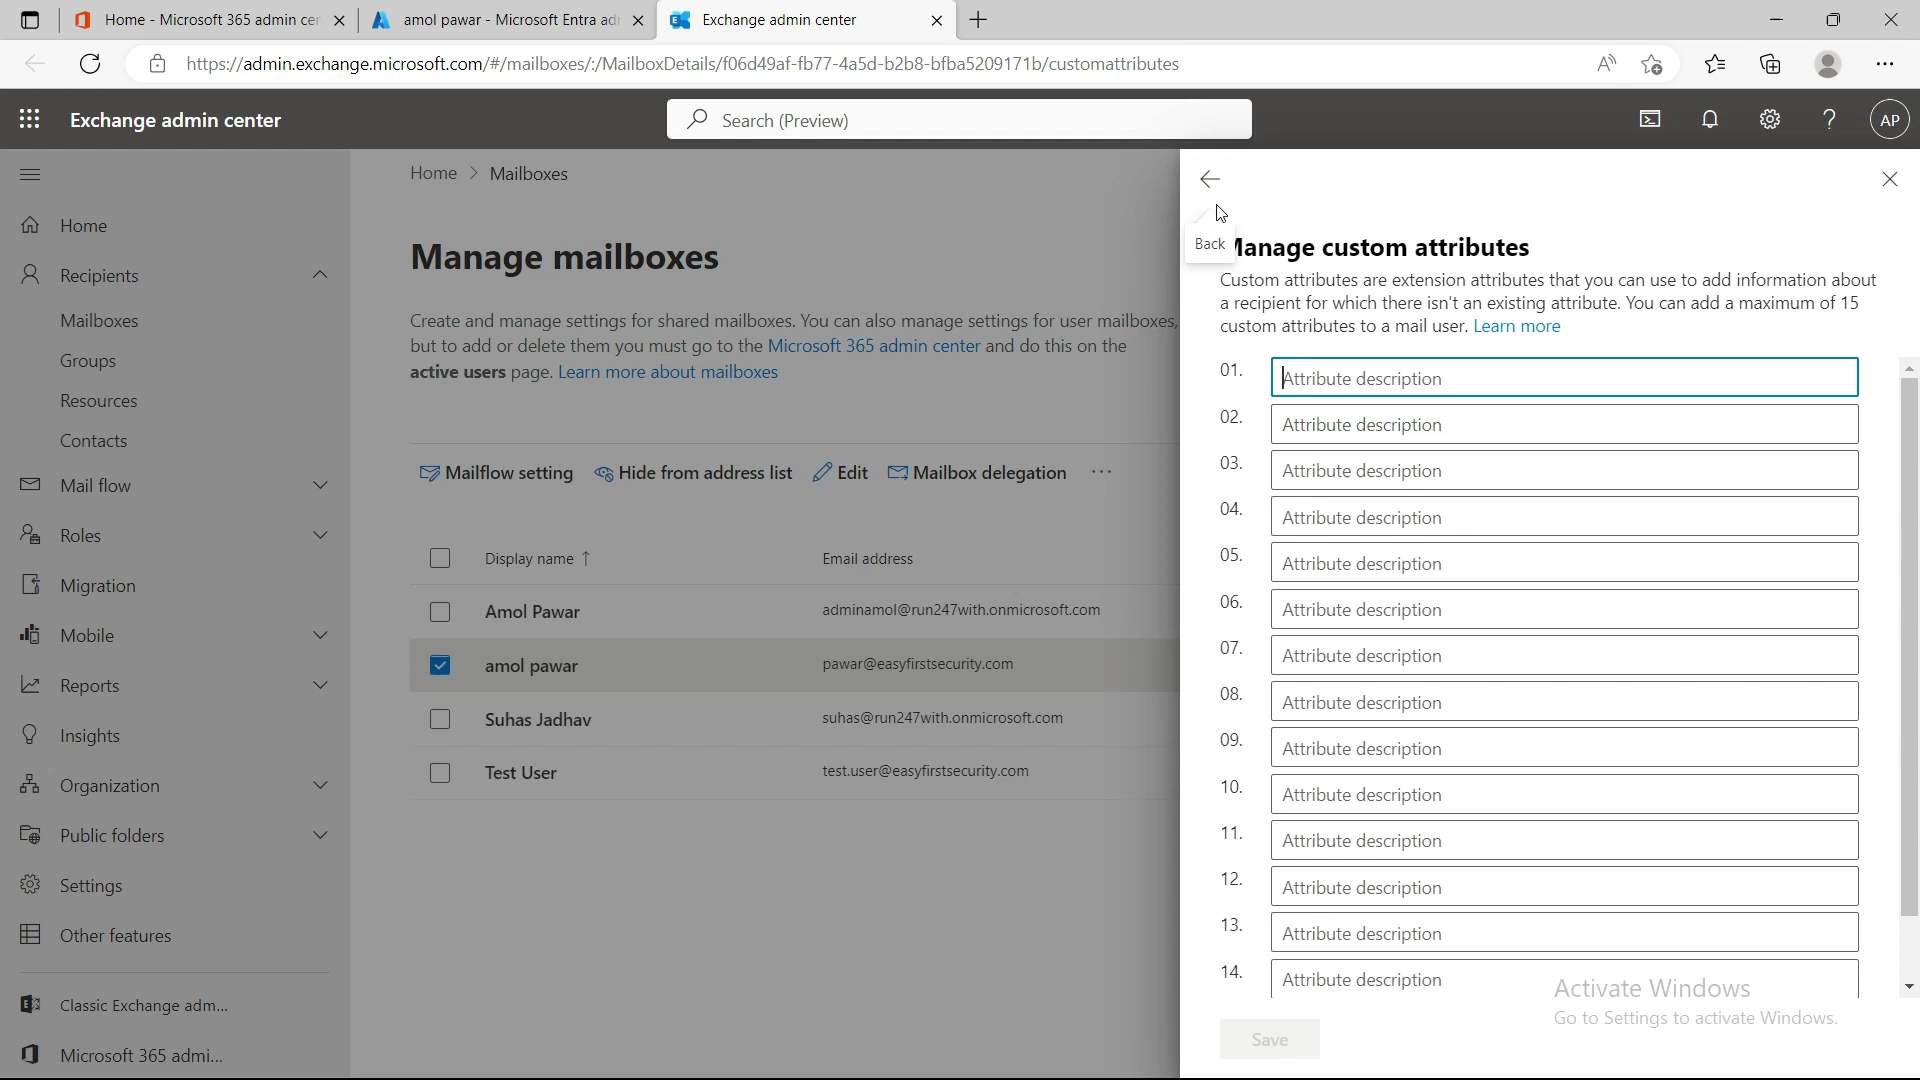 Home - Microsoft 365 admin cen
amol pawar - Microsoft Entra adm
Exchange admin center
https://admin.exchange.microsoft.com/#/mailboxes/:/MailboxDetails/f06d49af-fb77-4a5d-b2b8-bfba5209171b/customattributes
Exchange admin center
Search (Preview)
AP
Home
Recipients
Mailboxes
Groups
Resources
Contacts
Mail flow
Roles
Migration
Mobile
Reports
Insights
Organization
Public folders
Settings
Other features
Classic Exchange adm...
Microsoft 365 admi...
Home > Mailboxes
Manage mailboxes
Create and manage settings for shared mailboxes. You can also manage settings for user mailboxes,
but to add or delete them you must go to the Microsoft 365 admin center and do this on the
active users page. Learn more about mailboxes
Mailflow setting Hide from address list Edit Mailbox delegation ...
Display name ↑ Email address
Amol Pawar adminamol@run247with.onmicrosoft.com
amol pawar pawar@easyfirstsecurity.com
Suhas Jadhav suhas@run247with.onmicrosoft.com
Test User test.user@easyfirstsecurity.com
Back
Manage custom attributes
Custom attributes are extension attributes that you can use to add information about
a recipient for which there isn't an existing attribute. You can add a maximum of 15
custom attributes to a mail user. Learn more
01. Attribute description
02. Attribute description
03. Attribute description
04. Attribute description
05. Attribute description
06. Attribute description
07. Attribute description
08. Attribute description
09. Attribute description
10. Attribute description
11. Attribute description
12. Attribute description
13. Attribute description
14. Attribute description
Activate Windows
Go to Settings to activate Windows.
Save